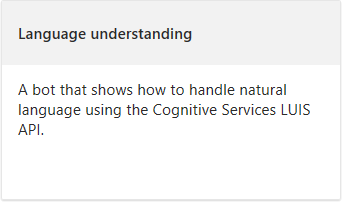 Language understanding
A bot that shows how to handle natural
language using the Cognitive Services LUIS
API.